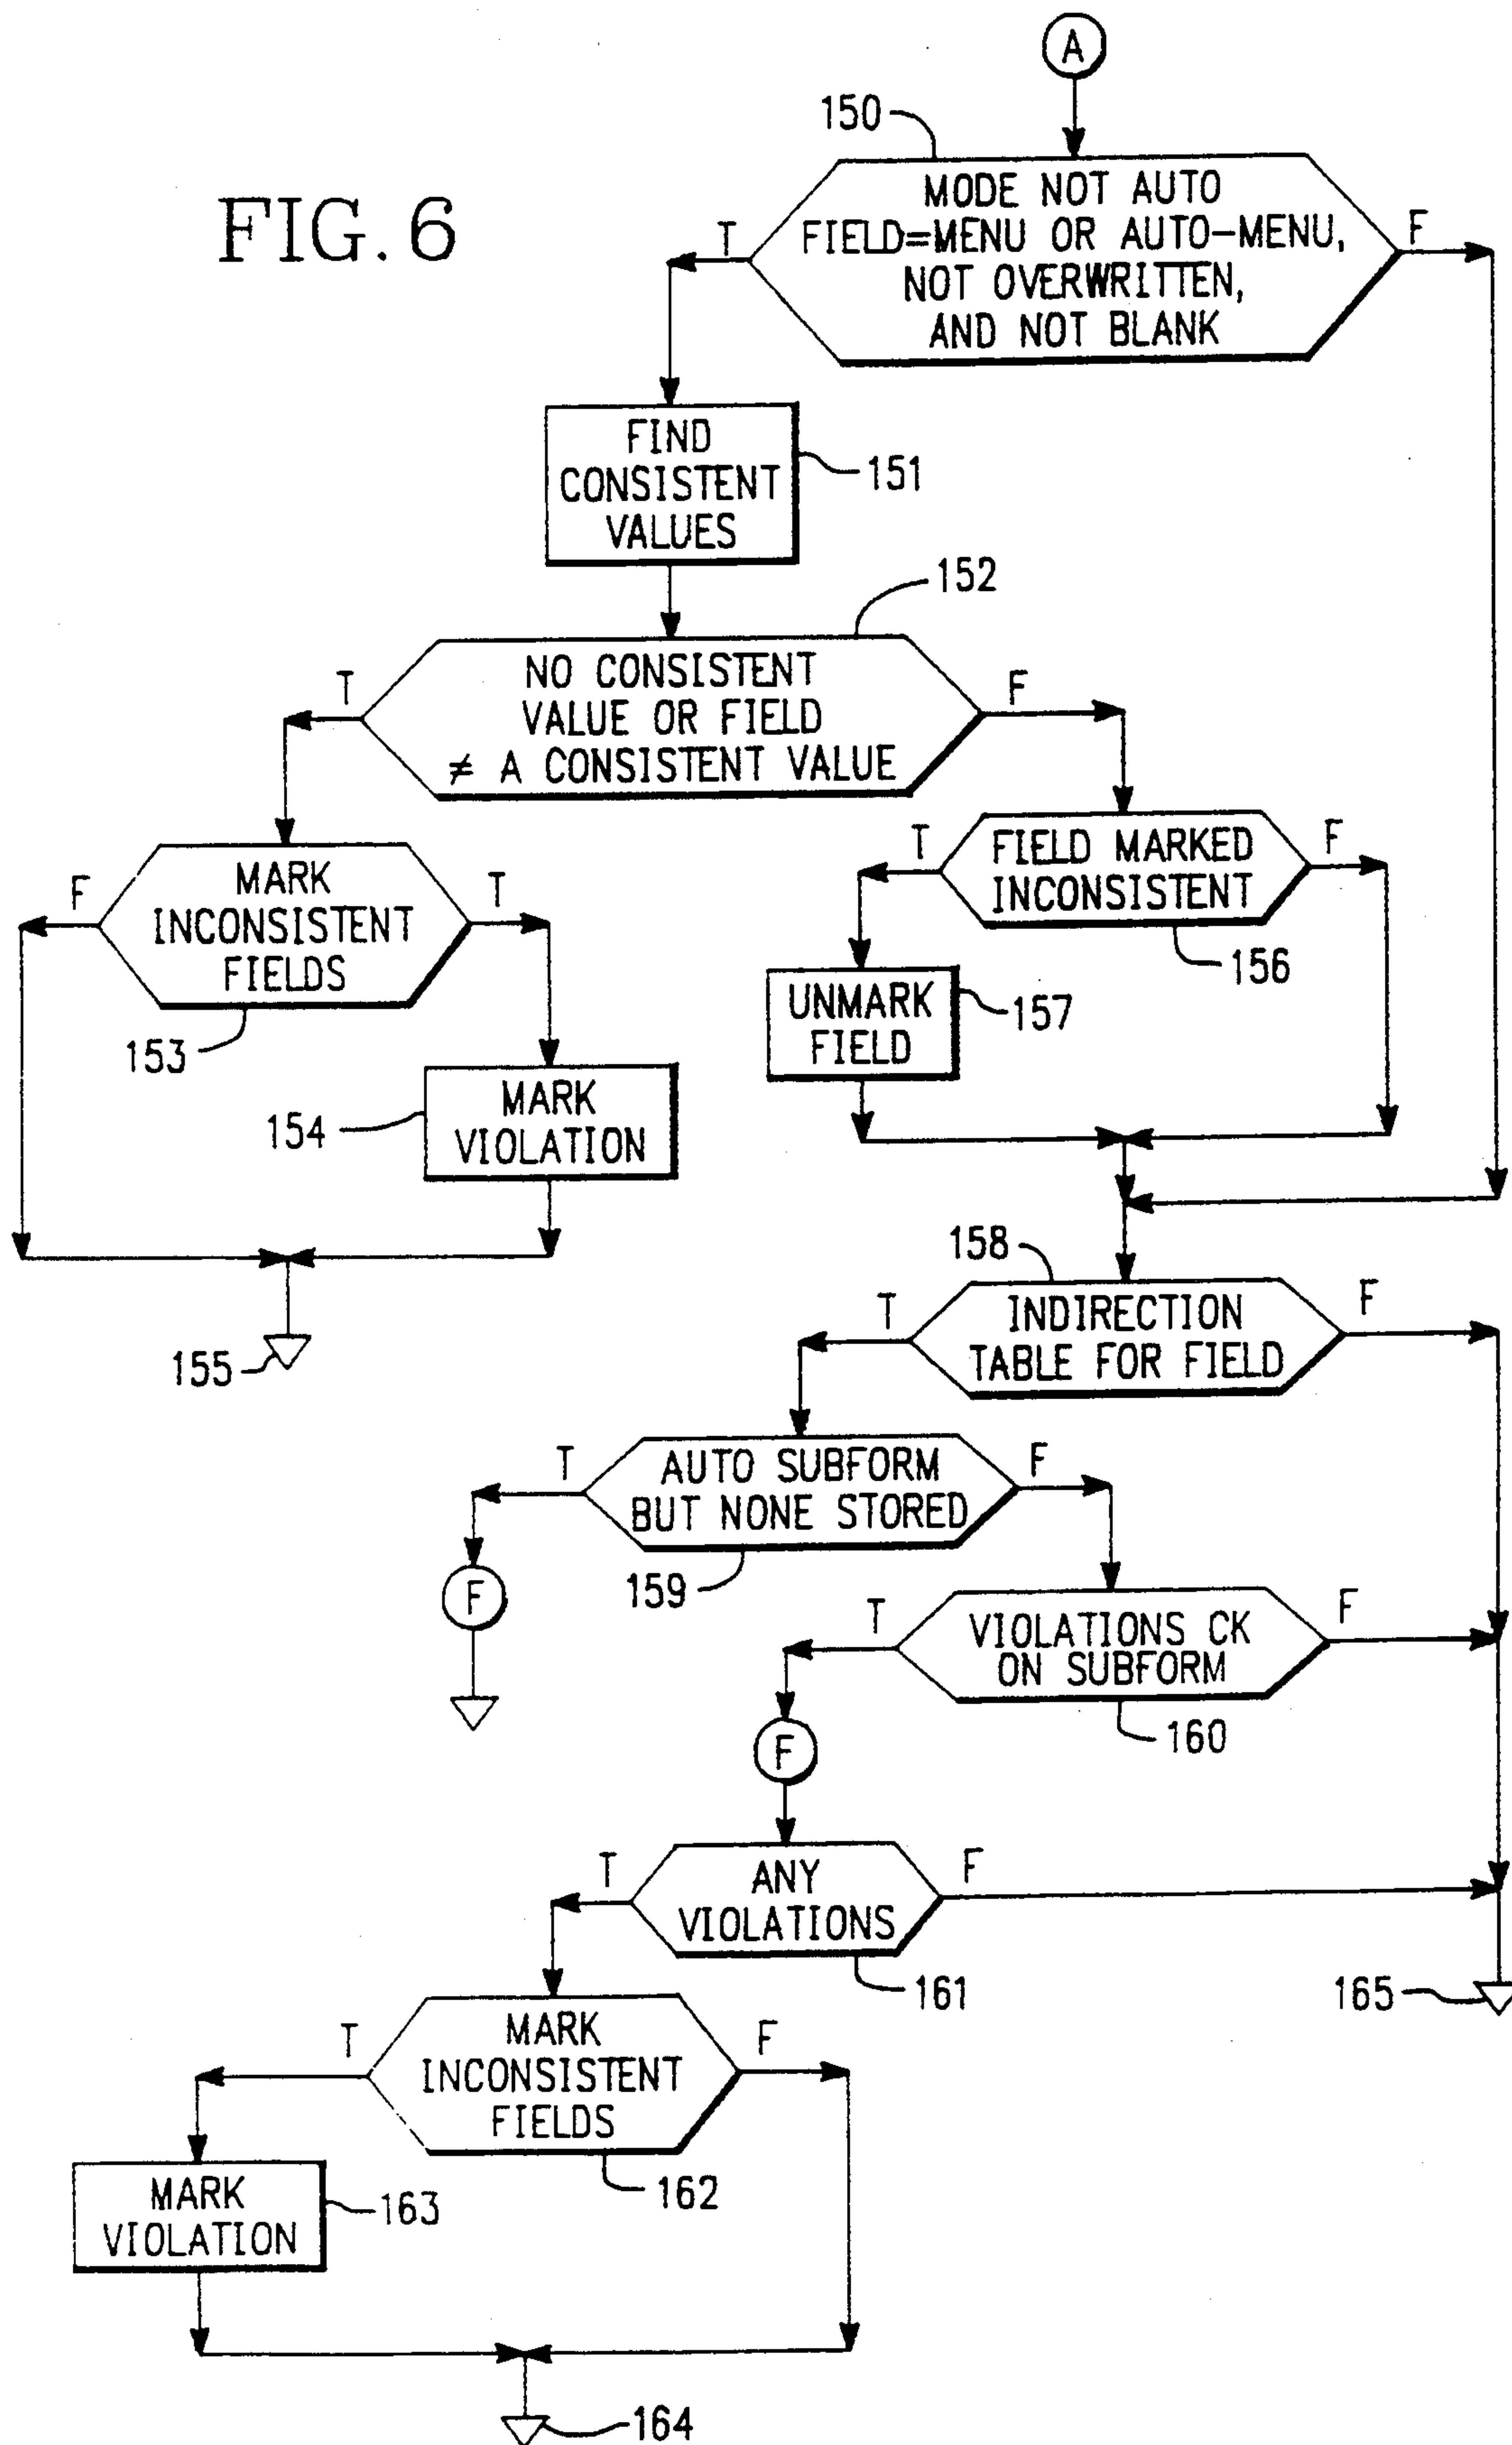 A
150
FIG. 6
MODE NOT AUTO
FIELD=MENU OR AUTO-MENU,
NOT OVERWRITTEN,
AND NOT BLANK
T
F
FIND
CONSISTENT
VALUES
151
152
NO CONSISTENT
VALUE OR FIELD
≠ A CONSISTENT VALUE
T
F
MARK
INCONSISTENT
FIELDS
F
T
153
FIELD MARKED
INCONSISTENT
T
F
156
UNMARK
FIELD
157
MARK
VIOLATION
154
155
158
INDIRECTION
TABLE FOR FIELD
T
F
AUTO SUBFORM
BUT NONE STORED
T
F
159
F
VIOLATIONS CK
ON SUBFORM
T
F
160
F
ANY
VIOLATIONS
T
F
161
165
MARK
INCONSISTENT
FIELDS
T
F
162
MARK
VIOLATION
163
164